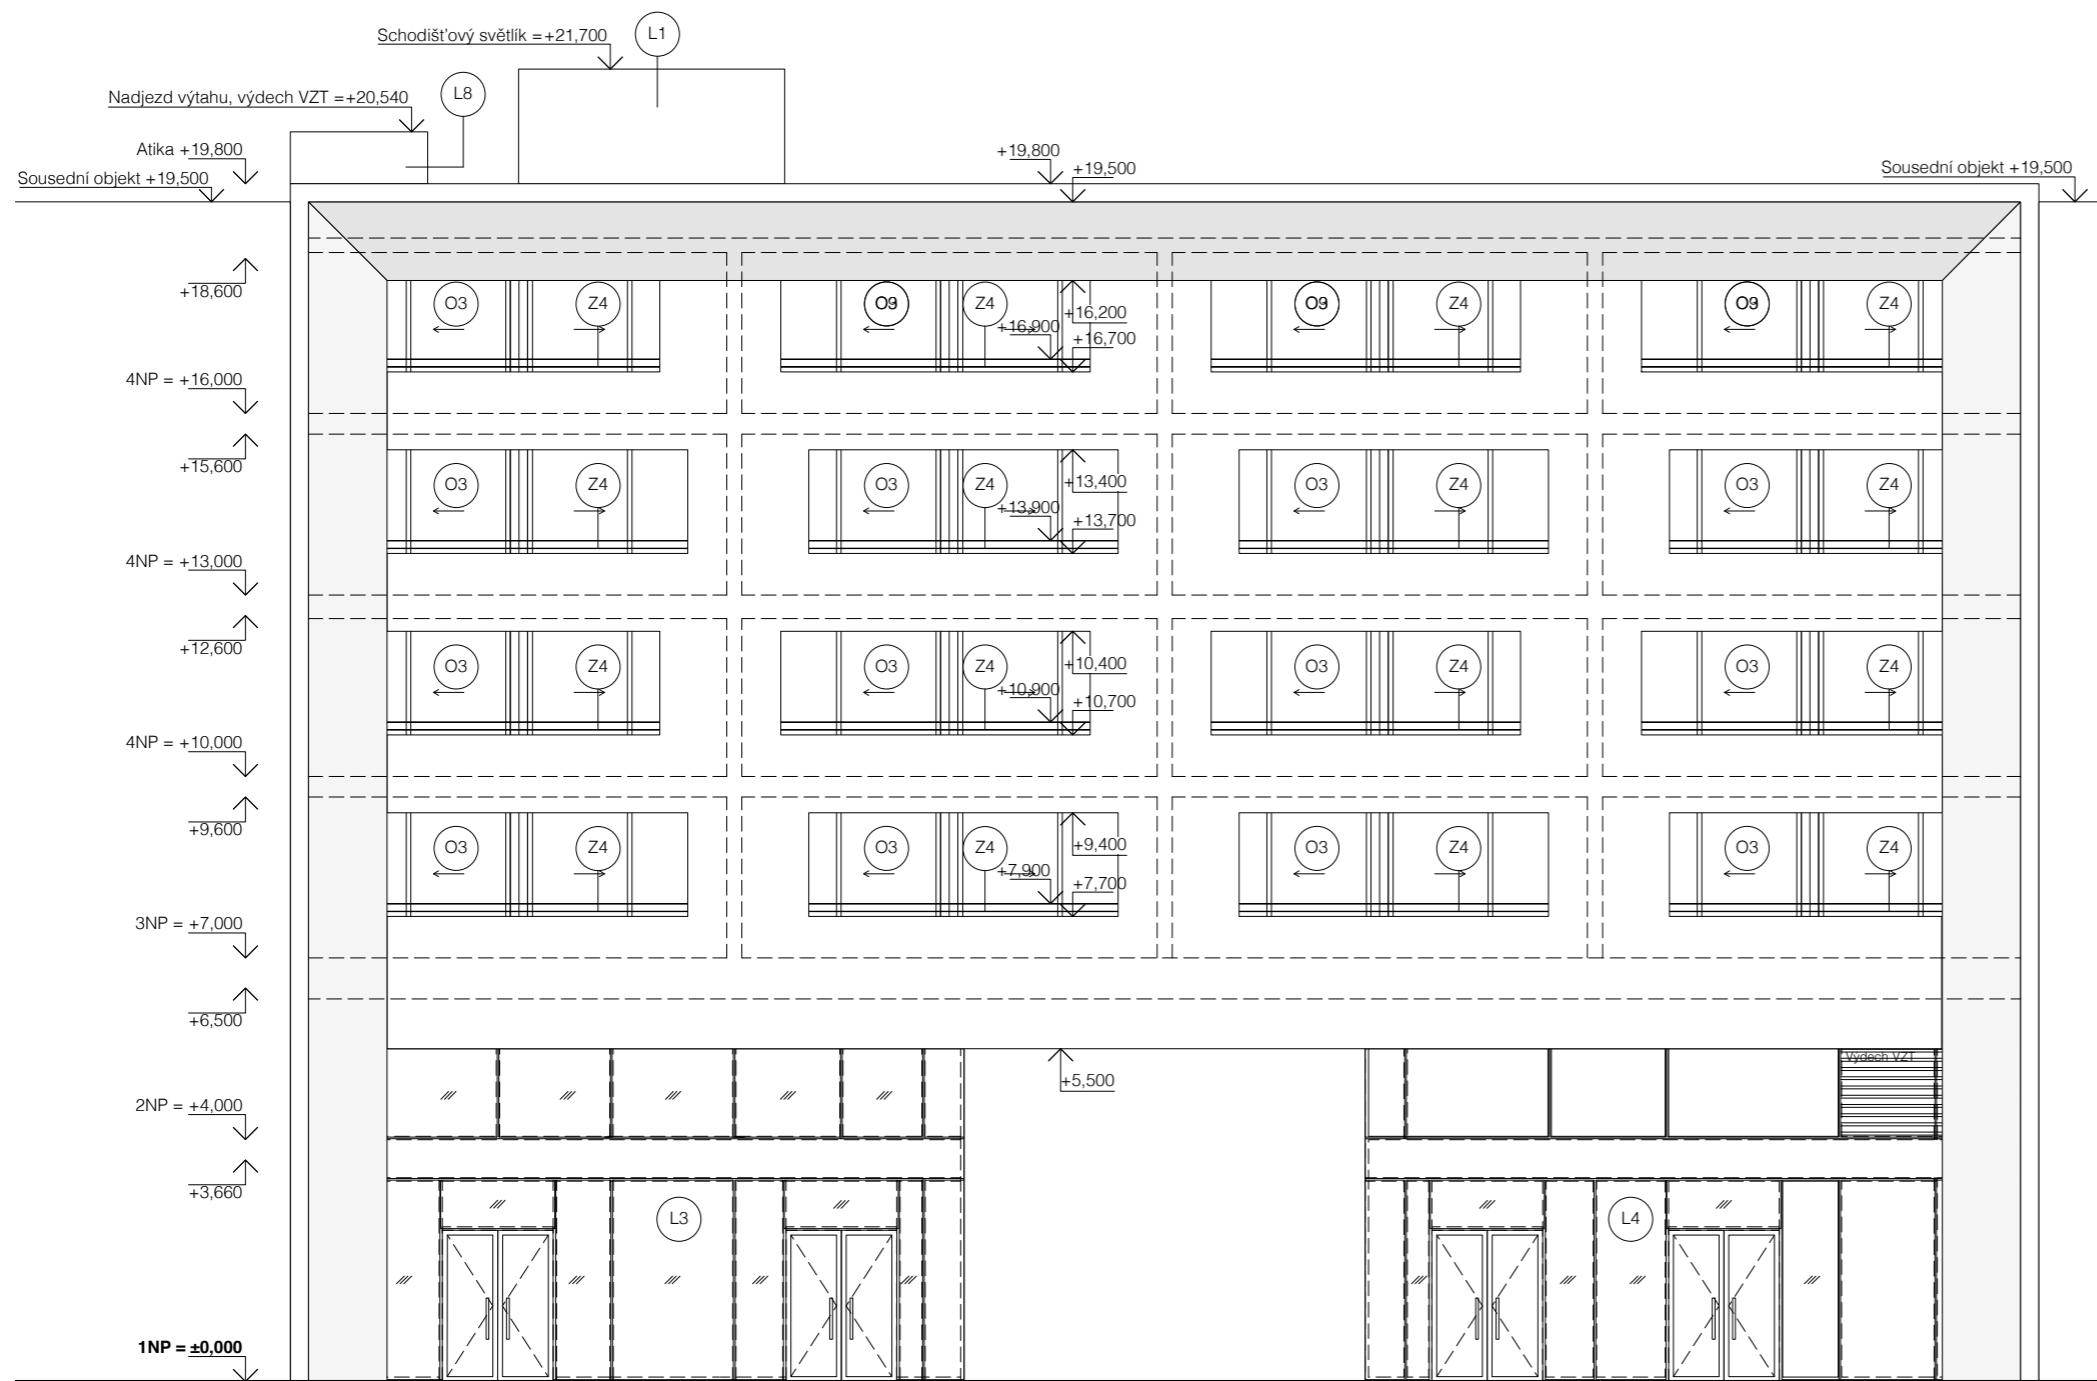 Schodišťový světlík =+21,700
L1
Nadjezd výtahu, výdech VZT =+20,540
L8
Atika +19,800
Sousední objekt +19,500
+19,800
+19,500
Sousední objekt +19,500
+18,600
O3 Z4 Z4 Z4 Z4
+16,200
+16,900
+16,700
4NP = +16,000
+15,600
O3 Z4 O3 Z4 O3 Z4 O3 Z4
+13,400
+13,900
+13,700
4NP = +13,000
+12,600
O3 Z4 O3 Z4 O3 Z4 O3 Z4
+10,400
+10,900
+10,700
4NP = +10,000
+9,600
O3 Z4 O3 Z4 O3 Z4 O3 Z4
+9,400
+7,900
+7,700
3NP = +7,000
+6,500
+5,500
Výdech VZT
2NP = +4,000
+3,660
L3
L4
1NP = ±0,000